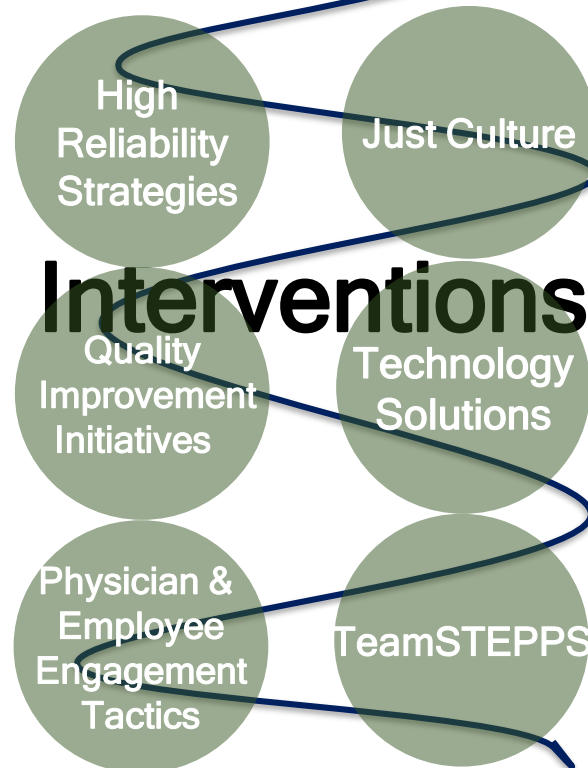 High
Reliability
Strategies
Just Culture
Interventions
Quality
Improvement
Initiatives
Technology
Solutions
Physician &
Employee
Engagement
Tactics
TeamSTEPPS